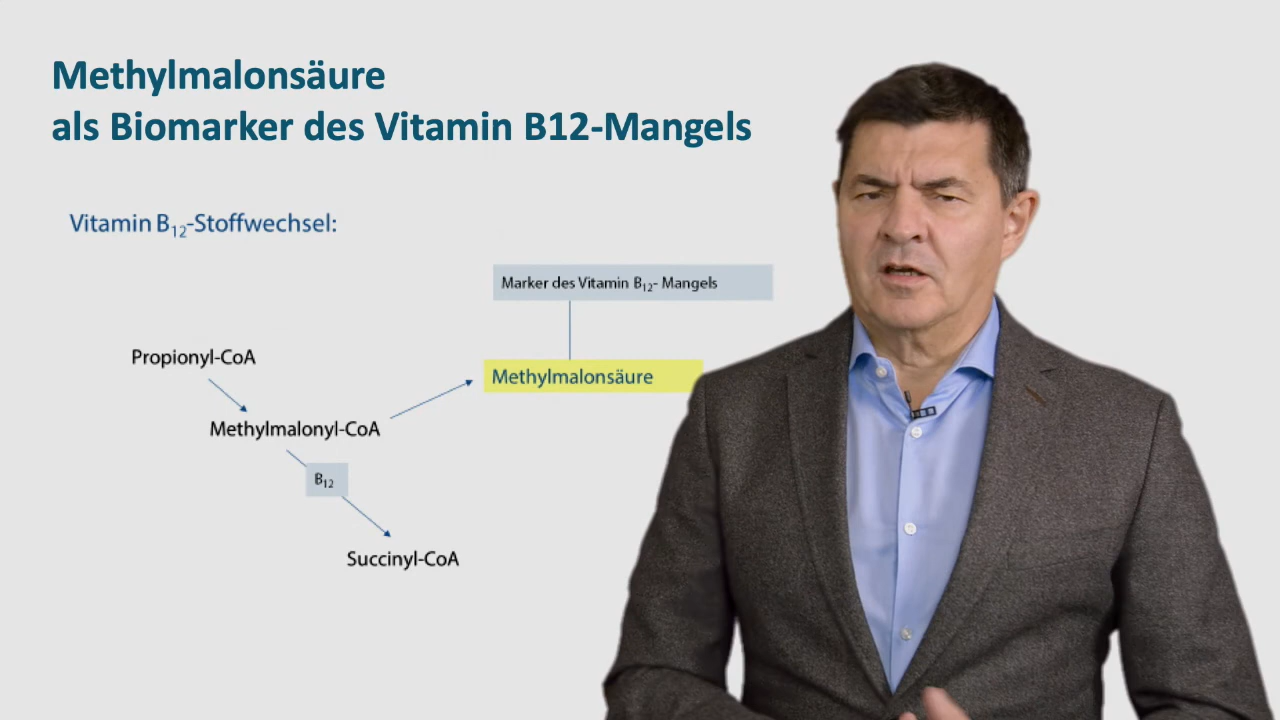 Methylmalonsäure
als Biomarker des Vitamin B12-Mangels
Vitamin B₁₂-Stoffwechsel:
Marker des Vitamin B₁₂- Mangels
Propionyl-CoA
Methylmalonsäure
Methylmalonyl-CoA
B₁₂
Succinyl-CoA